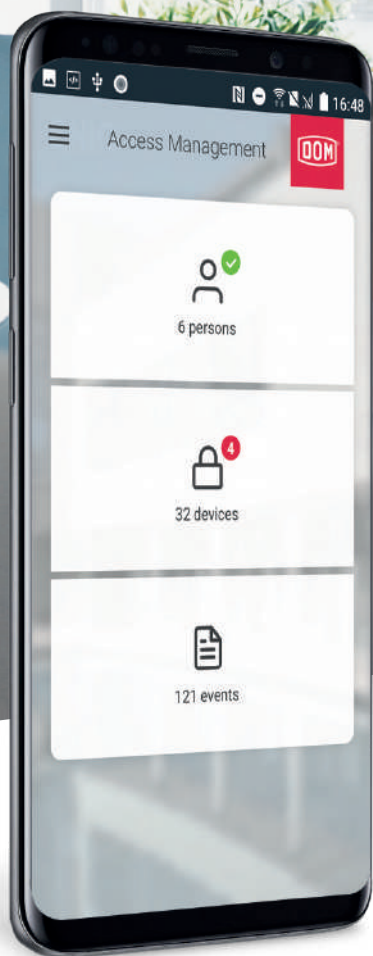 16:48
Access Management
DOM
6 persons
4
32 devices
121 events